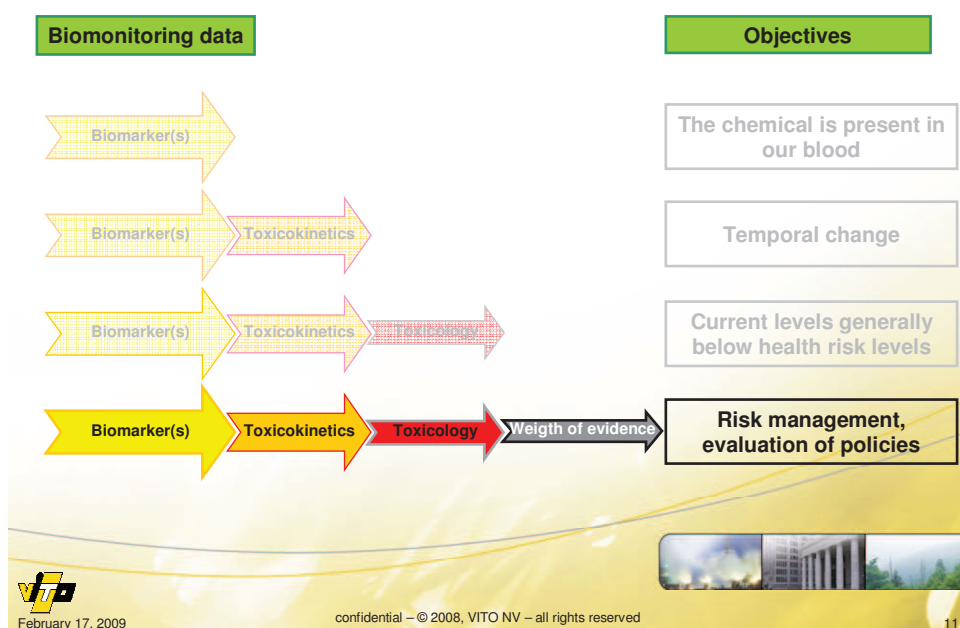 Biomonitoring data
Objectives
Biomarker(s)
The chemical is present in
our blood
Biomarker(s)
Toxicokinetics
Temporal change
Biomarker(s)
Toxicokinetics
Toxicology
Current levels generally
below health risk levels
Biomarker(s)
Toxicokinetics
Toxicology
Weigth of evidence
Risk management,
evaluation of policies
VITO
February 17, 2009
confidential – © 2008, VITO NV – all rights reserved
11